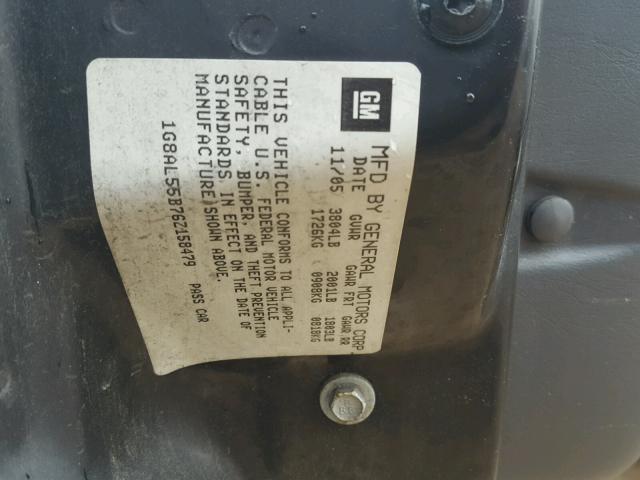 GM
MFD BY GENERAL MOTORS CORP
DATE GVWR GAWR FRT GAWR RR
11/05 3804LB 2001LB 1803LB
1726KG 0908KG 0818KG
THIS VEHICLE CONFORMS TO ALL APPLI-
CABLE U.S. FEDERAL MOTOR VEHICLE
SAFETY, BUMPER, AND THEFT PREVENTION
STANDARDS IN EFFECT ON THE DATE OF
MANUFACTURE SHOWN ABOVE.
1G8AL55B76Z158479 PASS CAR